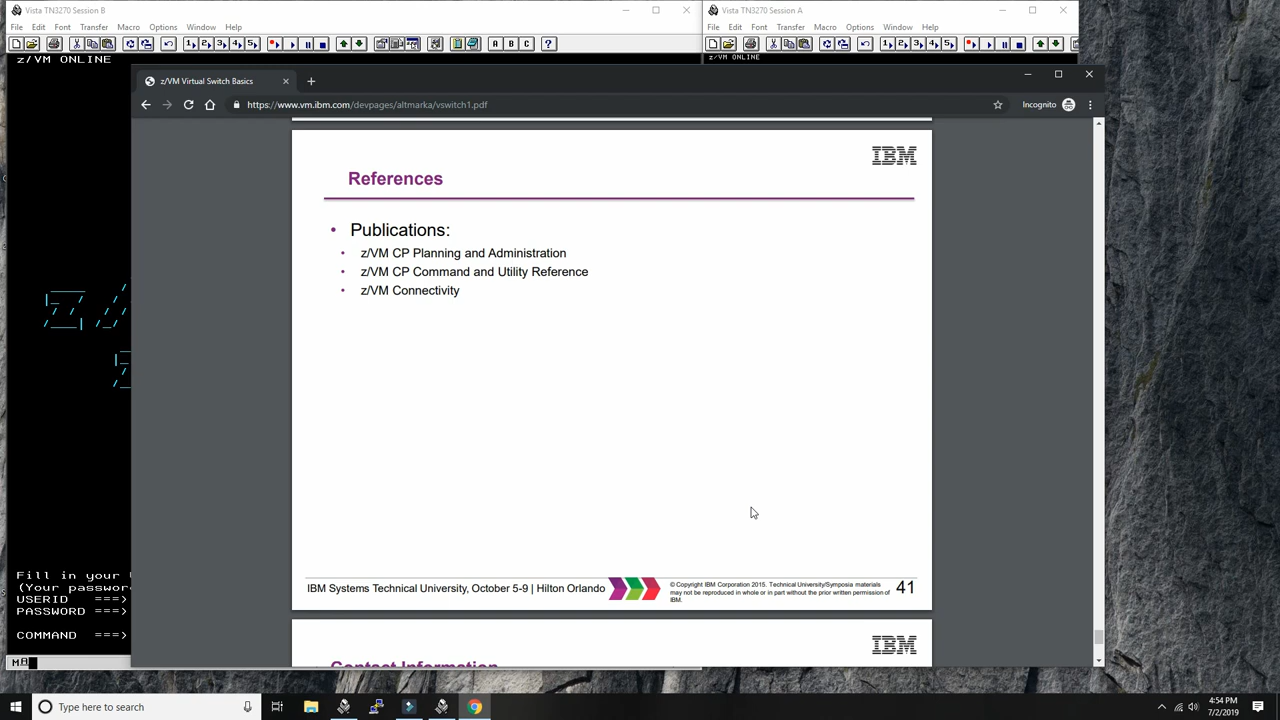 Vista TN3270 Session B
File Edit Font Transfer Macro Options Window Help
z/VM ONLINE
Vista TN3270 Session A
File Edit Font Transfer Macro Options Window Help
z/VM ONLINE
z/VM Virtual Switch Basics
https://www.vm.ibm.com/devpages/altmarka/vswitch1.pdf
Incognito
IBM
References
• Publications:
• z/VM CP Planning and Administration
• z/VM CP Command and Utility Reference
• z/VM Connectivity
IBM Systems Technical University, October 5-9 | Hilton Orlando
© Copyright IBM Corporation 2015. Technical University/Symposia materials
may not be reproduced in whole or in part without the prior written permission of
IBM.
41
IBM
Contact Information
Fill in your
(Your passwor
USERID ===>
PASSWORD ===>
COMMAND ===>
Type here to search
4:54 PM
7/2/2019